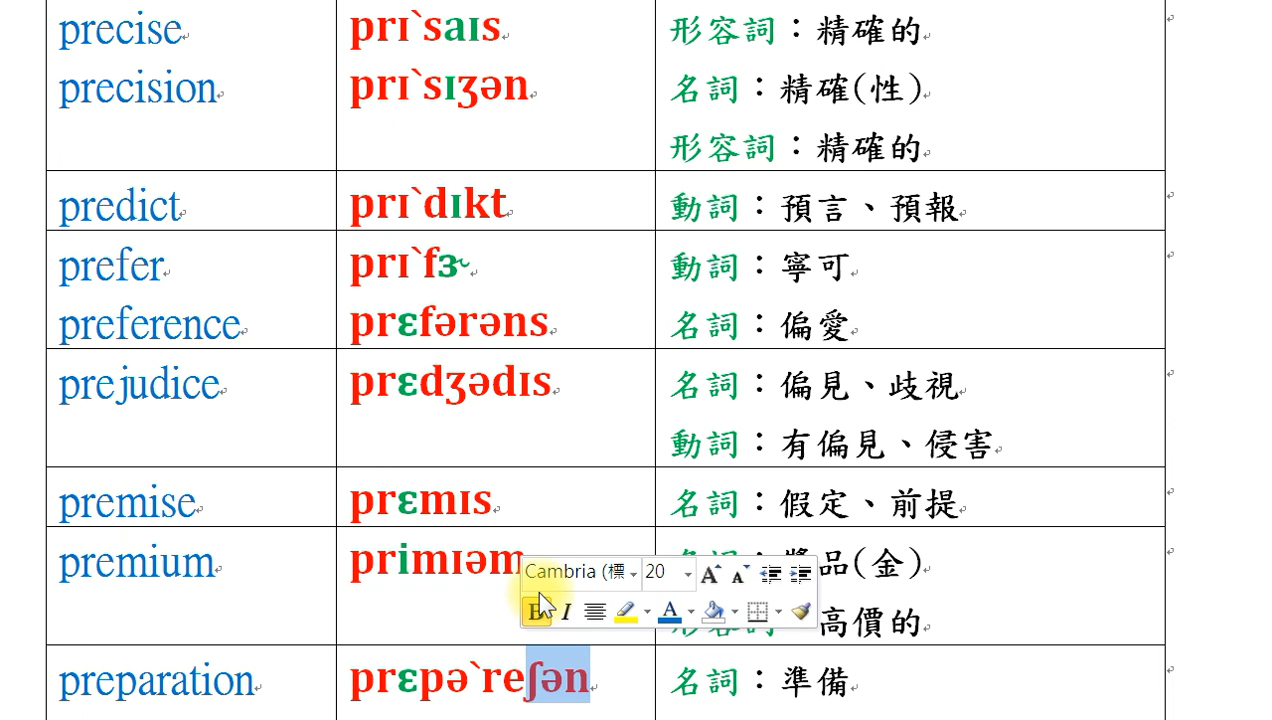 precise prɪˋsaɪs 形容詞：精確的
precision prɪˋsɪʒən 名詞：精確(性)
形容詞：精確的
predict prɪˋdɪkt 動詞：預言、預報
prefer prɪˋfɝ 動詞：寧可
preference prɛfərəns 名詞：偏愛
prejudice prɛdʒədɪs 名詞：偏見、歧視
動詞：有偏見、侵害
premise prɛmɪs 名詞：假定、前提
premium primɪəm 品(金)
Cambria (標 20
B I A
高價的
preparation prɛpəˋreʃən 名詞：準備